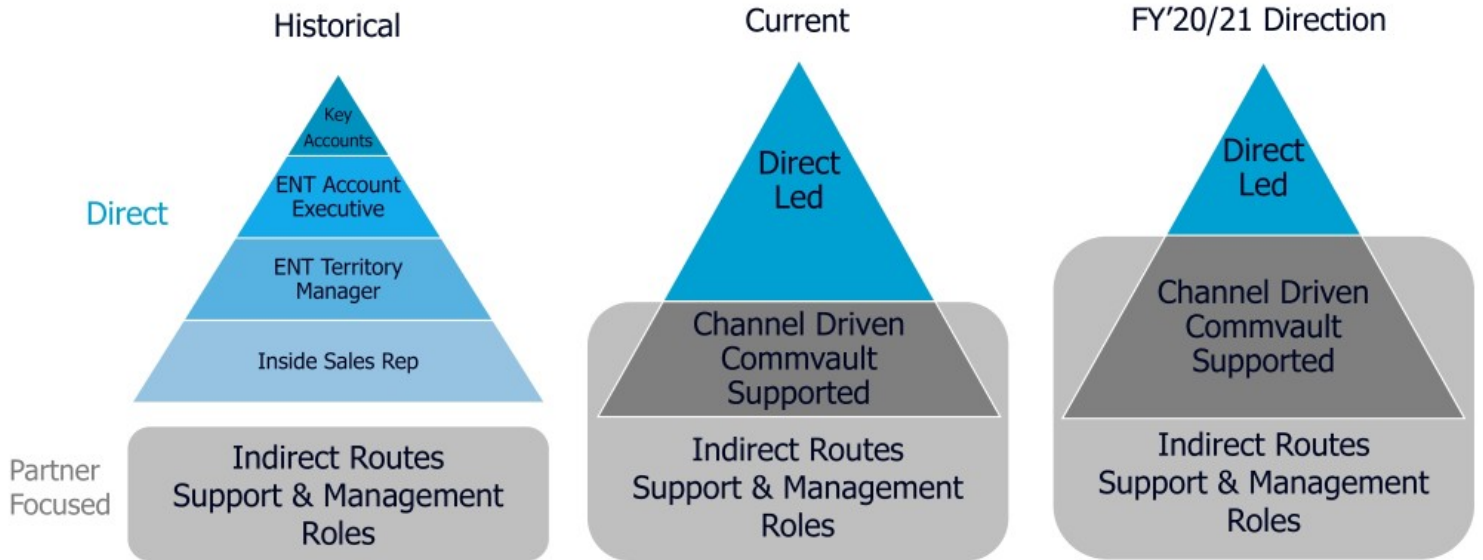 Historical
Key
Accounts
ENT Account
Executive
Direct
ENT Territory
Manager
Inside Sales Rep
Partner
Focused
Indirect Routes
Support & Management
Roles
Current
Direct
Led
Channel Driven
Commvault
Supported
Indirect Routes
Support & Management
Roles
FY'20/21 Direction
Direct
Led
Channel Driven
Commvault
Supported
Indirect Routes
Support & Management
Roles